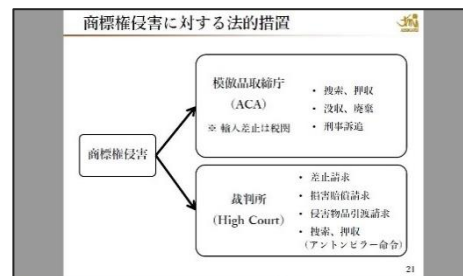 商標権侵害に対する法的措置
商標権侵害
模倣品取締庁
(ACA)
※ 輸入差止は税関
• 捜索、押収
• 没収、廃棄
• 刑事訴追
裁判所
(High Court)
• 差止請求
• 損害賠償請求
• 侵害物品引渡請求
• 捜索、押収
(アントンピラー命令)
21